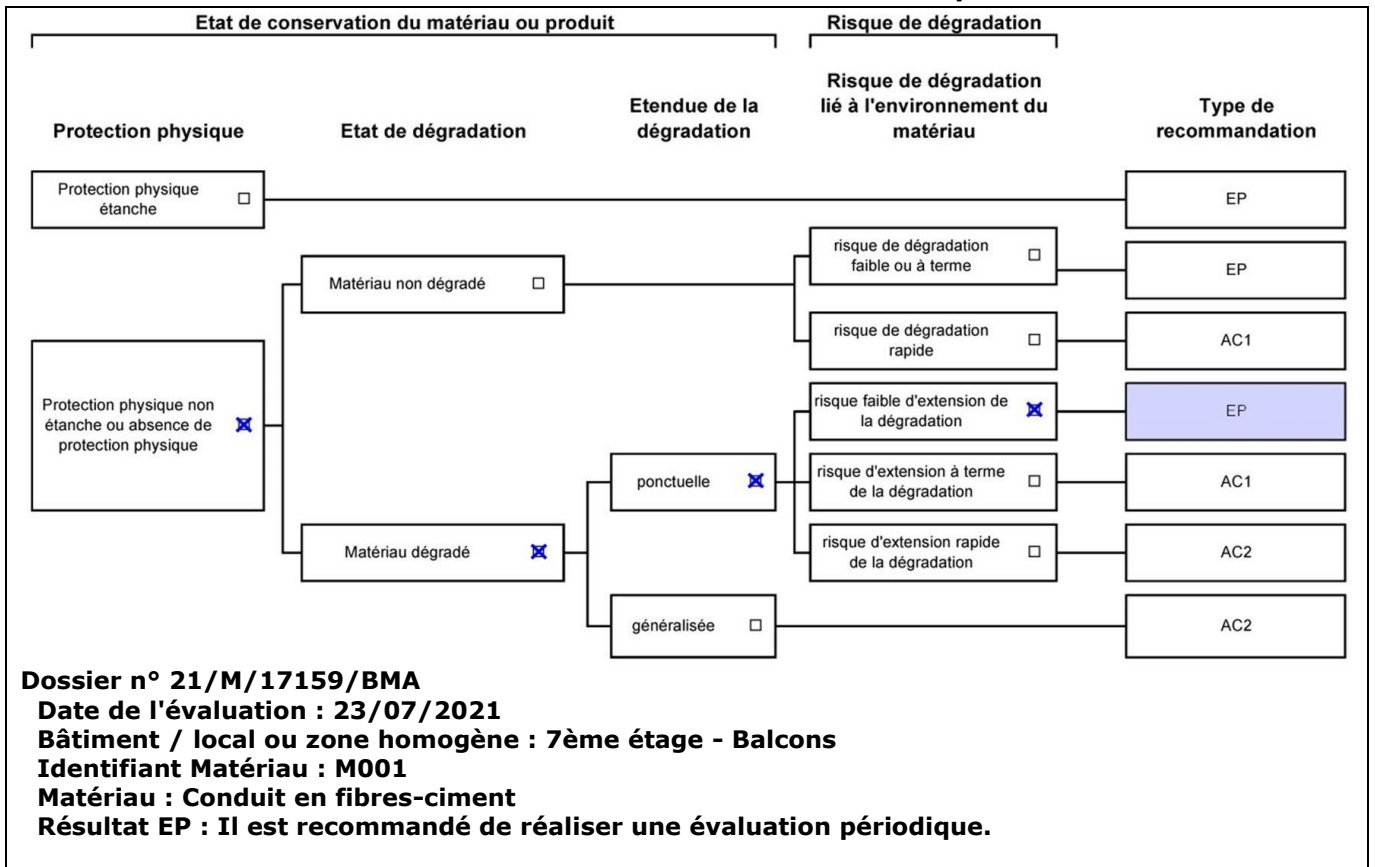 Etat de conservation du matériau ou produit
Risque de dégradation
Protection physique
Etat de dégradation
Etendue de la
dégradation
Risque de dégradation
lié à l'environnement du
matériau
Type de
recommandation
Protection physique
étanche
EP
risque de dégradation
faible ou à terme
EP
Matériau non dégradé
risque de dégradation
rapide
AC1
Protection physique non
étanche ou absence de
protection physique
risque faible d'extension de
la dégradation
EP
ponctuelle
risque d'extension à terme
de la dégradation
AC1
Matériau dégradé
risque d'extension rapide
de la dégradation
AC2
généralisée
AC2
Dossier n° 21/M/17159/BMA
Date de l'évaluation : 23/07/2021
Bâtiment / local ou zone homogène : 7ème étage - Balcons
Identifiant Matériau : M001
Matériau : Conduit en fibres-ciment
Résultat EP : Il est recommandé de réaliser une évaluation périodique.